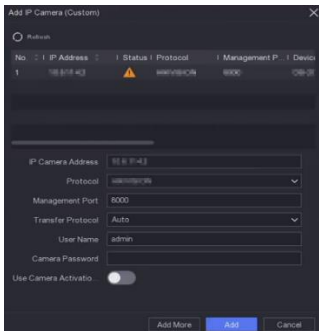 Add IP Camera (Custom)
Refresh
No IP Address Status Protocol Management P... Device
1
IP Camera Address
Protocol
Management Port 8000
Transfer Protocol Auto
User Name admin
Camera Password
Use Camera Activatio...
Add More Add Cancel